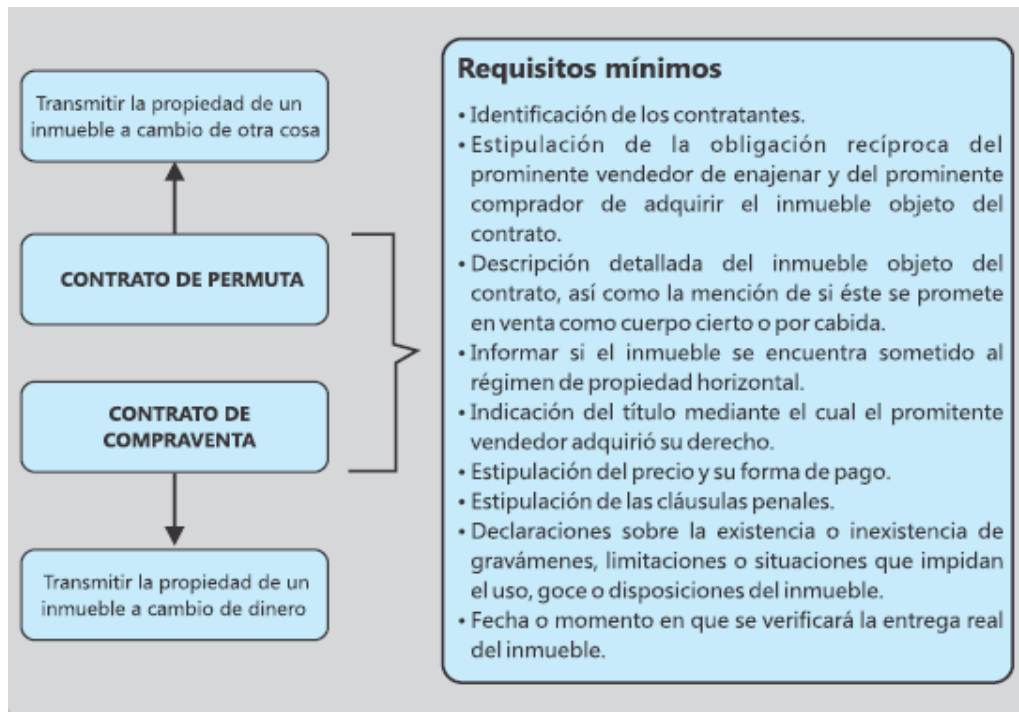 Transmitir la propiedad de un
inmueble a cambio de otra cosa
CONTRATO DE PERMUTA
CONTRATO DE
COMPRAVENTA
Transmitir la propiedad de un
inmueble a cambio de dinero
Requisitos mínimos
• Identificación de los contratantes.
• Estipulación de la obligación recíproca del
prominente vendedor de enajenar y del prominente
comprador de adquirir el inmueble objeto del
contrato.
• Descripción detallada del inmueble objeto del
contrato, así como la mención de si éste se promete
en venta como cuerpo cierto o por cabida.
• Informar si el inmueble se encuentra sometido al
régimen de propiedad horizontal.
• Indicación del título mediante el cual el promitente
vendedor adquirió su derecho.
• Estipulación del precio y su forma de pago.
• Estipulación de las cláusulas penales.
• Declaraciones sobre la existencia o inexistencia de
gravámenes, limitaciones o situaciones que impidan
el uso, goce o disposiciones del inmueble.
• Fecha o momento en que se verificará la entrega real
del inmueble.